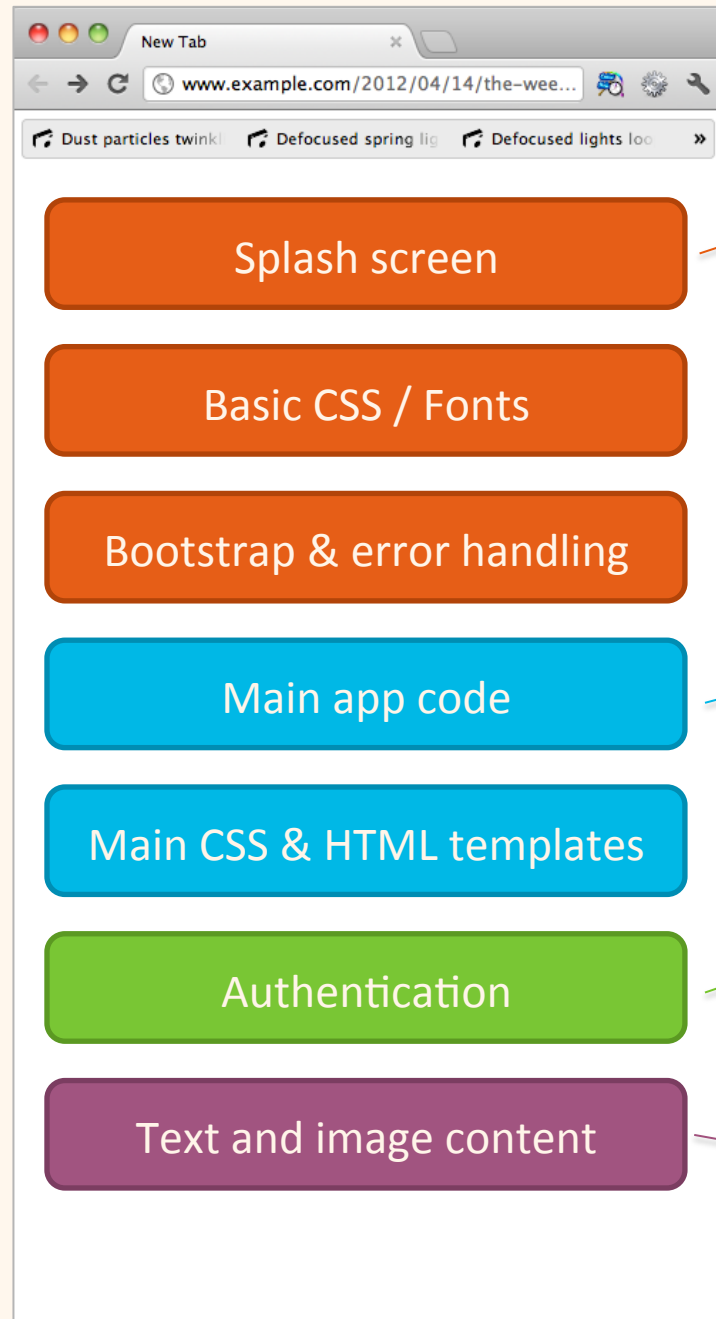 New Tab
www.example.com/2012/04/14/the-wee...
Dust particles twinkl Defocused spring lig Defocused lights loo »
Splash screen
Basic CSS / Fonts
Bootstrap & error handling
Main app code
Main CSS & HTML templates
Authentication
Text and image content